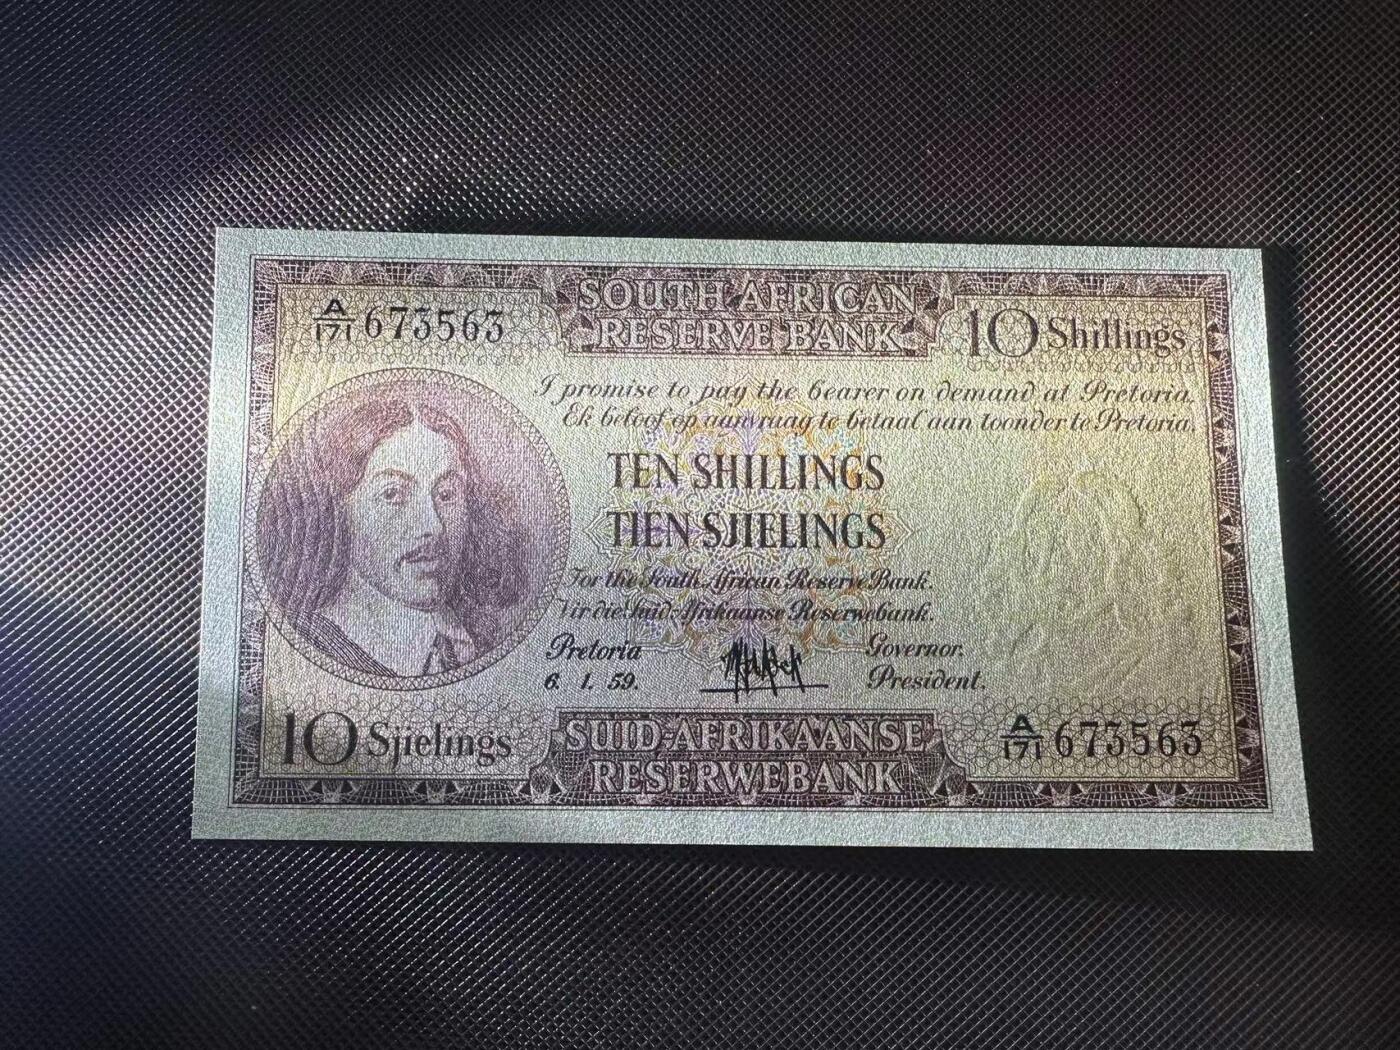 A/171 673563
SOUTH AFRICAN
RESERVE BANK
10 Shillings
I promise to pay the bearer on demand at Pretoria.
Ek beloof op aanvraag te betaal aan toonder te Pretoria.
TEN SHILLINGS
TIEN SJIELINGS
For the South African Reserve Bank.
Vir die Suid-Afrikaanse Reserwebank.
Pretoria
6. 1. 59.
Governor.
President.
10 Sjielings
SUID-AFRIKAANSE
RESERWEBANK
A/171 673563